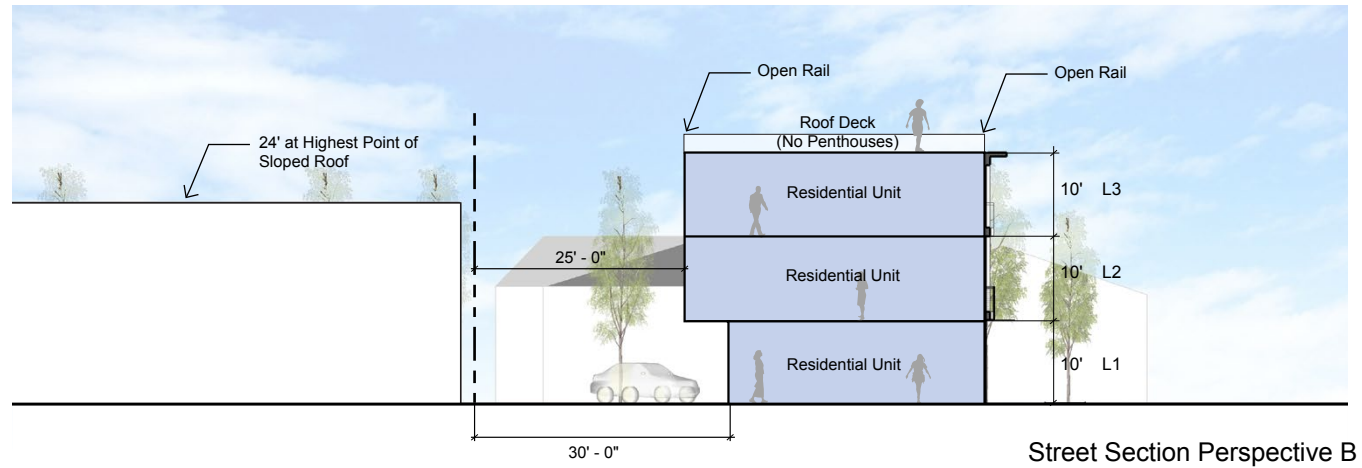 Open Rail
Open Rail
Roof Deck
(No Penthouses)
24' at Highest Point of
Sloped Roof
Residential Unit
10' L3
25' - 0"
Residential Unit
10' L2
Residential Unit
10' L1
30' - 0"
Street Section Perspective B